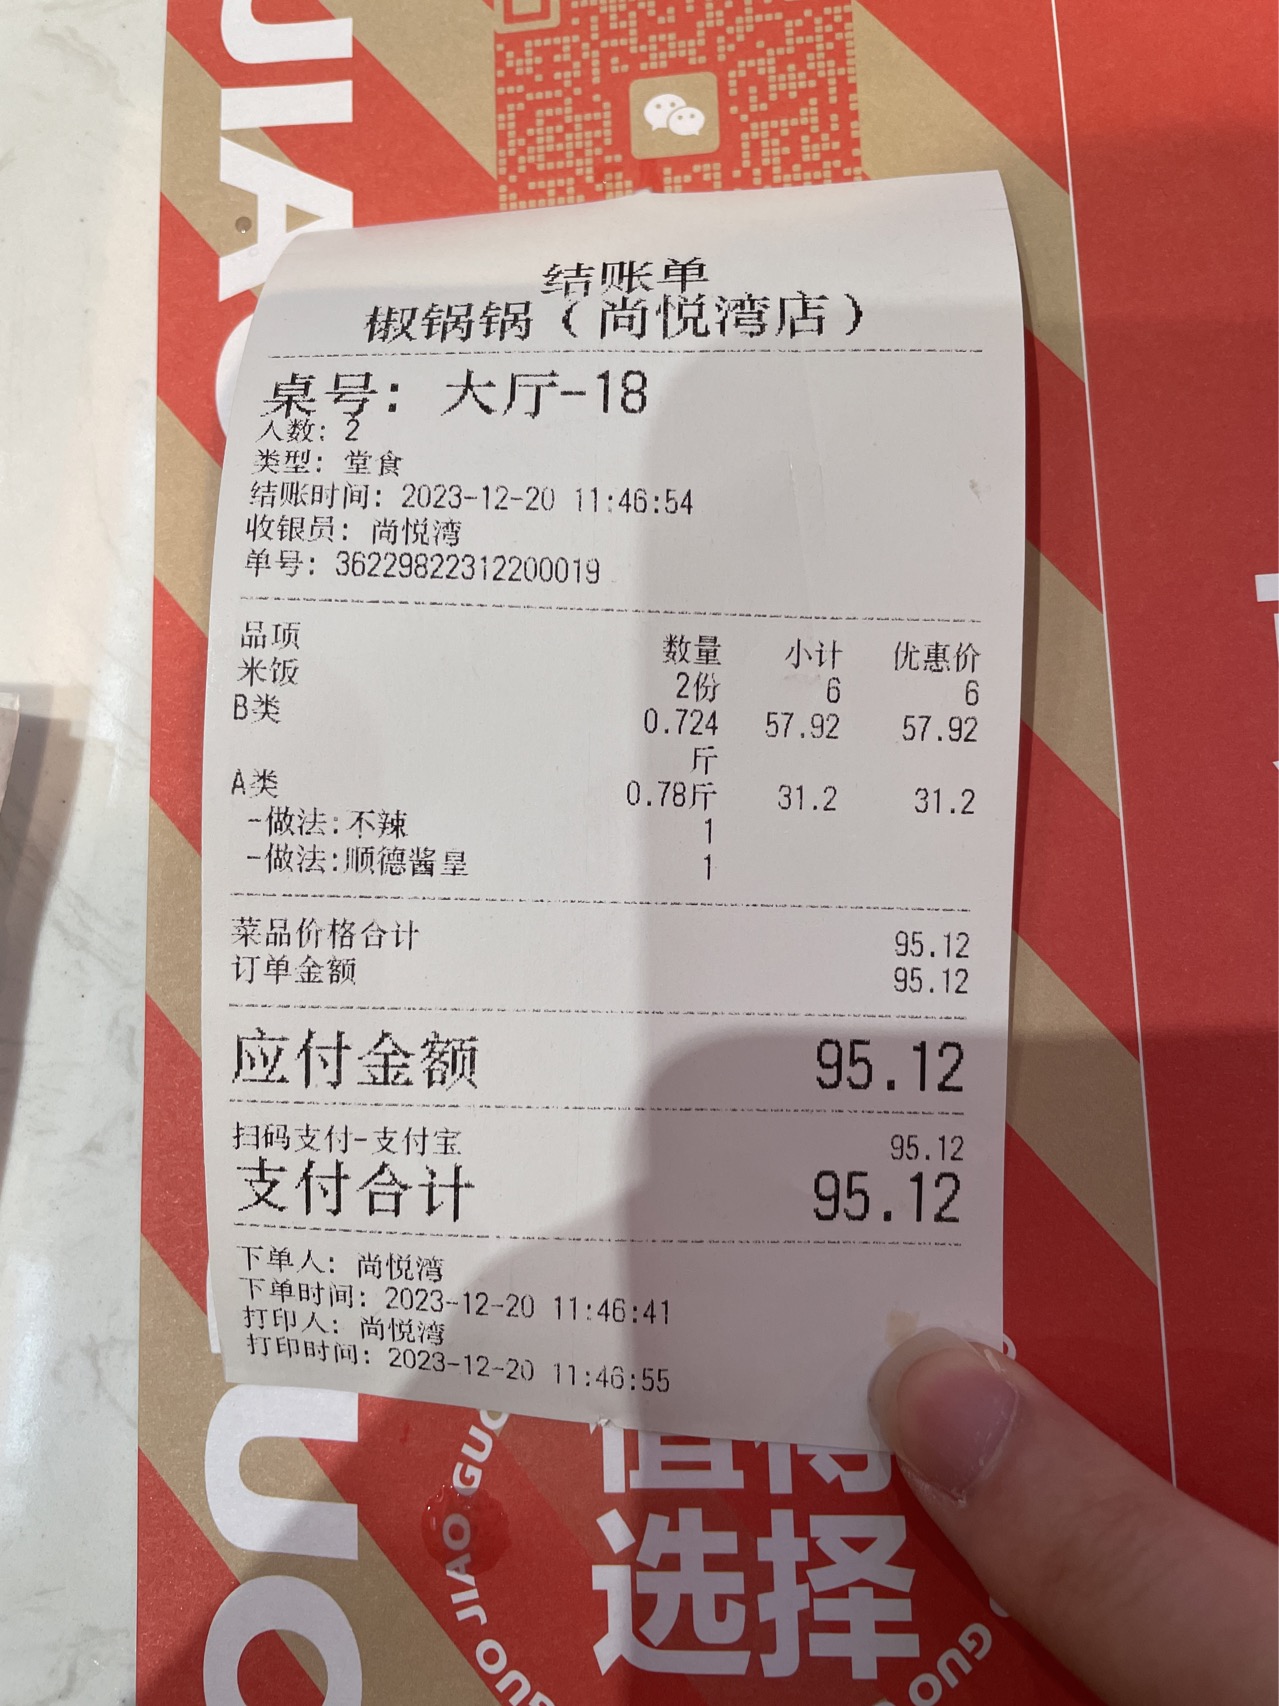 JIAO
结账单
椒锅锅（尚悦湾店）
桌号: 大厅-18
人数: 2
类型: 堂食
结账时间: 2023-12-20 11:46:54
收银员: 尚悦湾
单号: 36229822312200019
品项 数量 小计 优惠价
米饭 2份 6 6
B类 0.724 57.92 57.92
斤
A类 0.78斤 31.2 31.2
-做法:不辣 1
-做法:顺德酱皇 1
菜品价格合计 95.12
订单金额 95.12
应付金额 95.12
扫码支付-支付宝 95.12
支付合计 95.12
下单人: 尚悦湾
下单时间: 2023-12-20 11:46:41
打印人: 尚悦湾
打印时间: 2023-12-20 11:46:55
UO
值得
选择
JIAO GUO
GUO